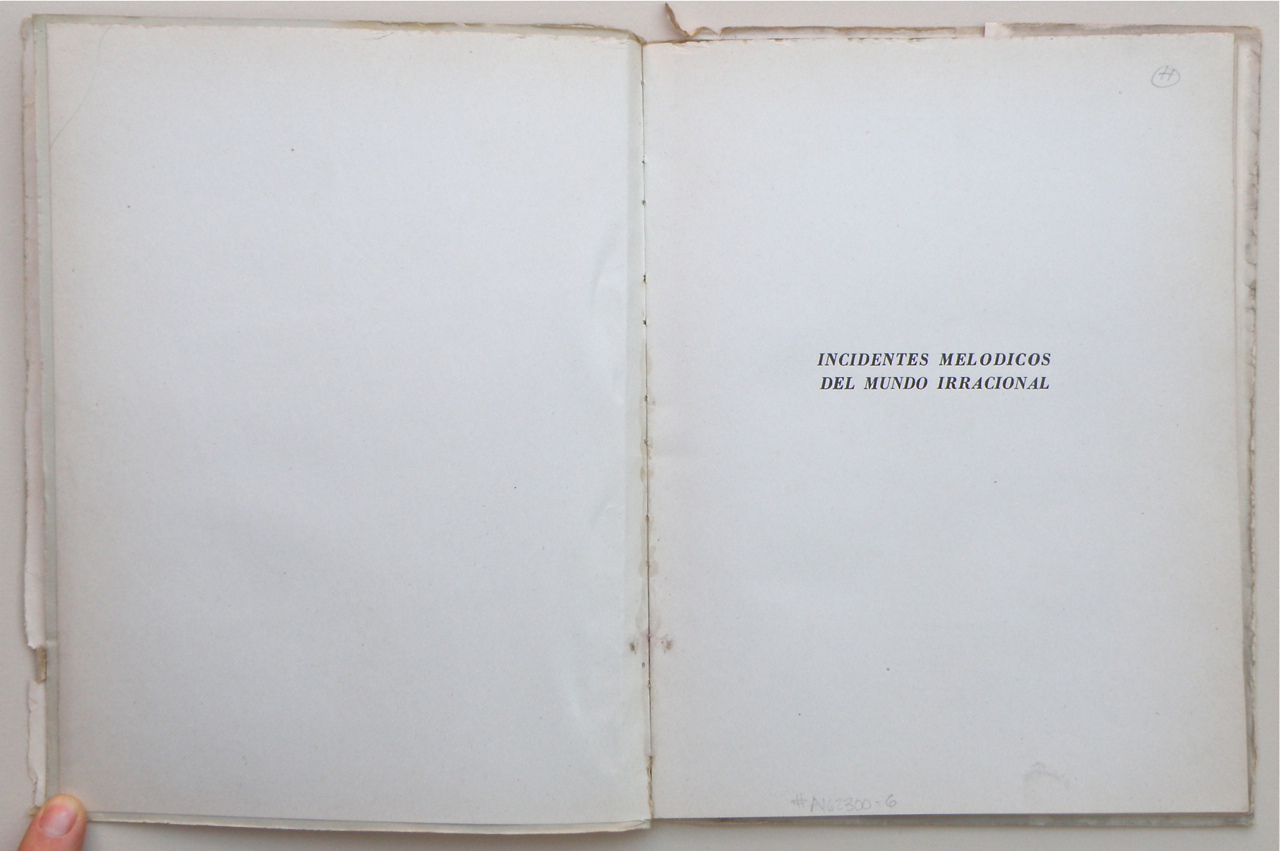 H
INCIDENTES MELODICOS
DEL MUNDO IRRACIONAL